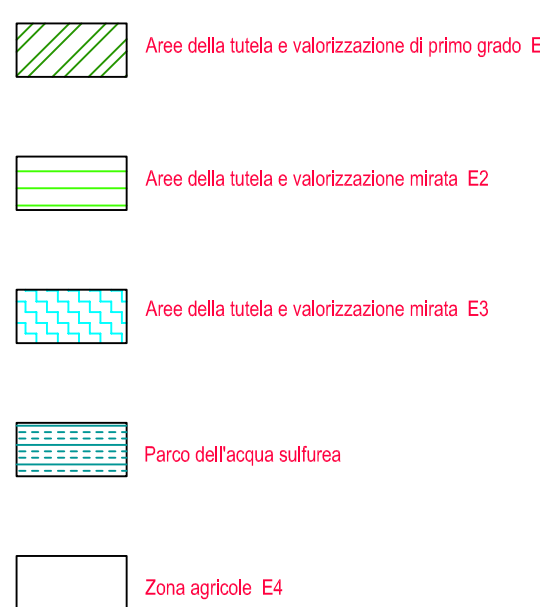 Aree della tutela e valorizzazione di primo grado E
Aree della tutela e valorizzazione mirata E2
Aree della tutela e valorizzazione mirata E3
Parco dell'acqua sulfurea
Zona agricole E4